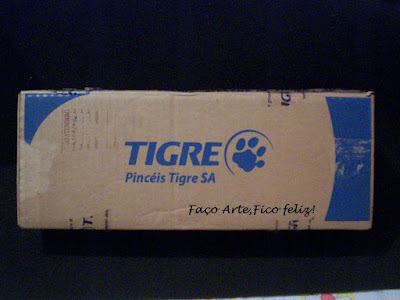 TIGRE
Pincéis Tigre SA
Faço Arte,Fico feliz!